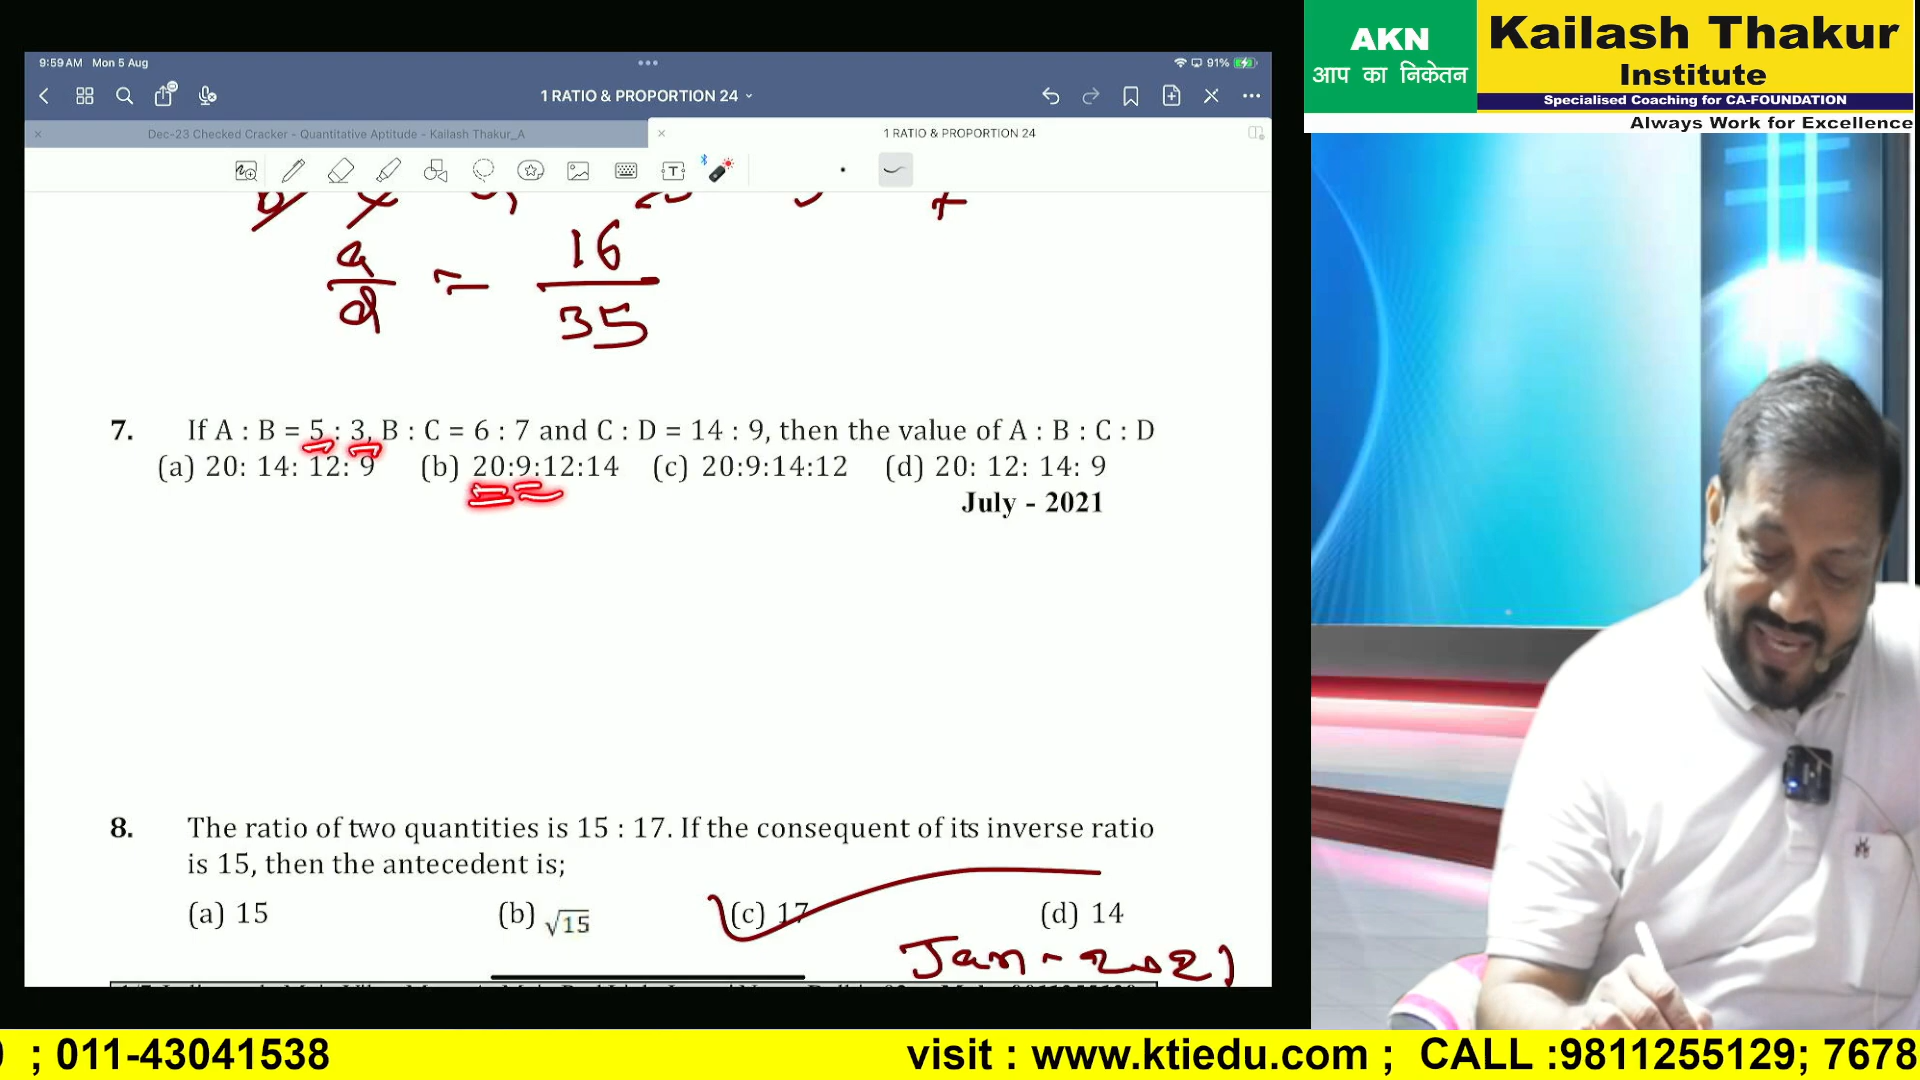 AKN
आप का निकेतन
Kailash Thakur
Institute
Specialised Coaching for CA-FOUNDATION
Always Work for Excellence
9:59 AM Mon 5 Aug
91%
1 RATIO & PROPORTION 24
Dec-23 Checked Cracker - Quantitative Aptitude - Kailash Thakur_A
1 RATIO & PROPORTION 24
a/d = 16/35
7. If A : B = 5 : 3, B : C = 6 : 7 and C : D = 14 : 9, then the value of A : B : C : D
(a) 20: 14: 12: 9 (b) 20:9:12:14 (c) 20:9:14:12 (d) 20: 12: 14: 9
July - 2021
8. The ratio of two quantities is 15 : 17. If the consequent of its inverse ratio
is 15, then the antecedent is;
(a) 15 (b) √15 (c) 17 (d) 14
Jan - 2021
; 011-43041538 visit : www.ktiedu.com ; CALL :9811255129; 7678